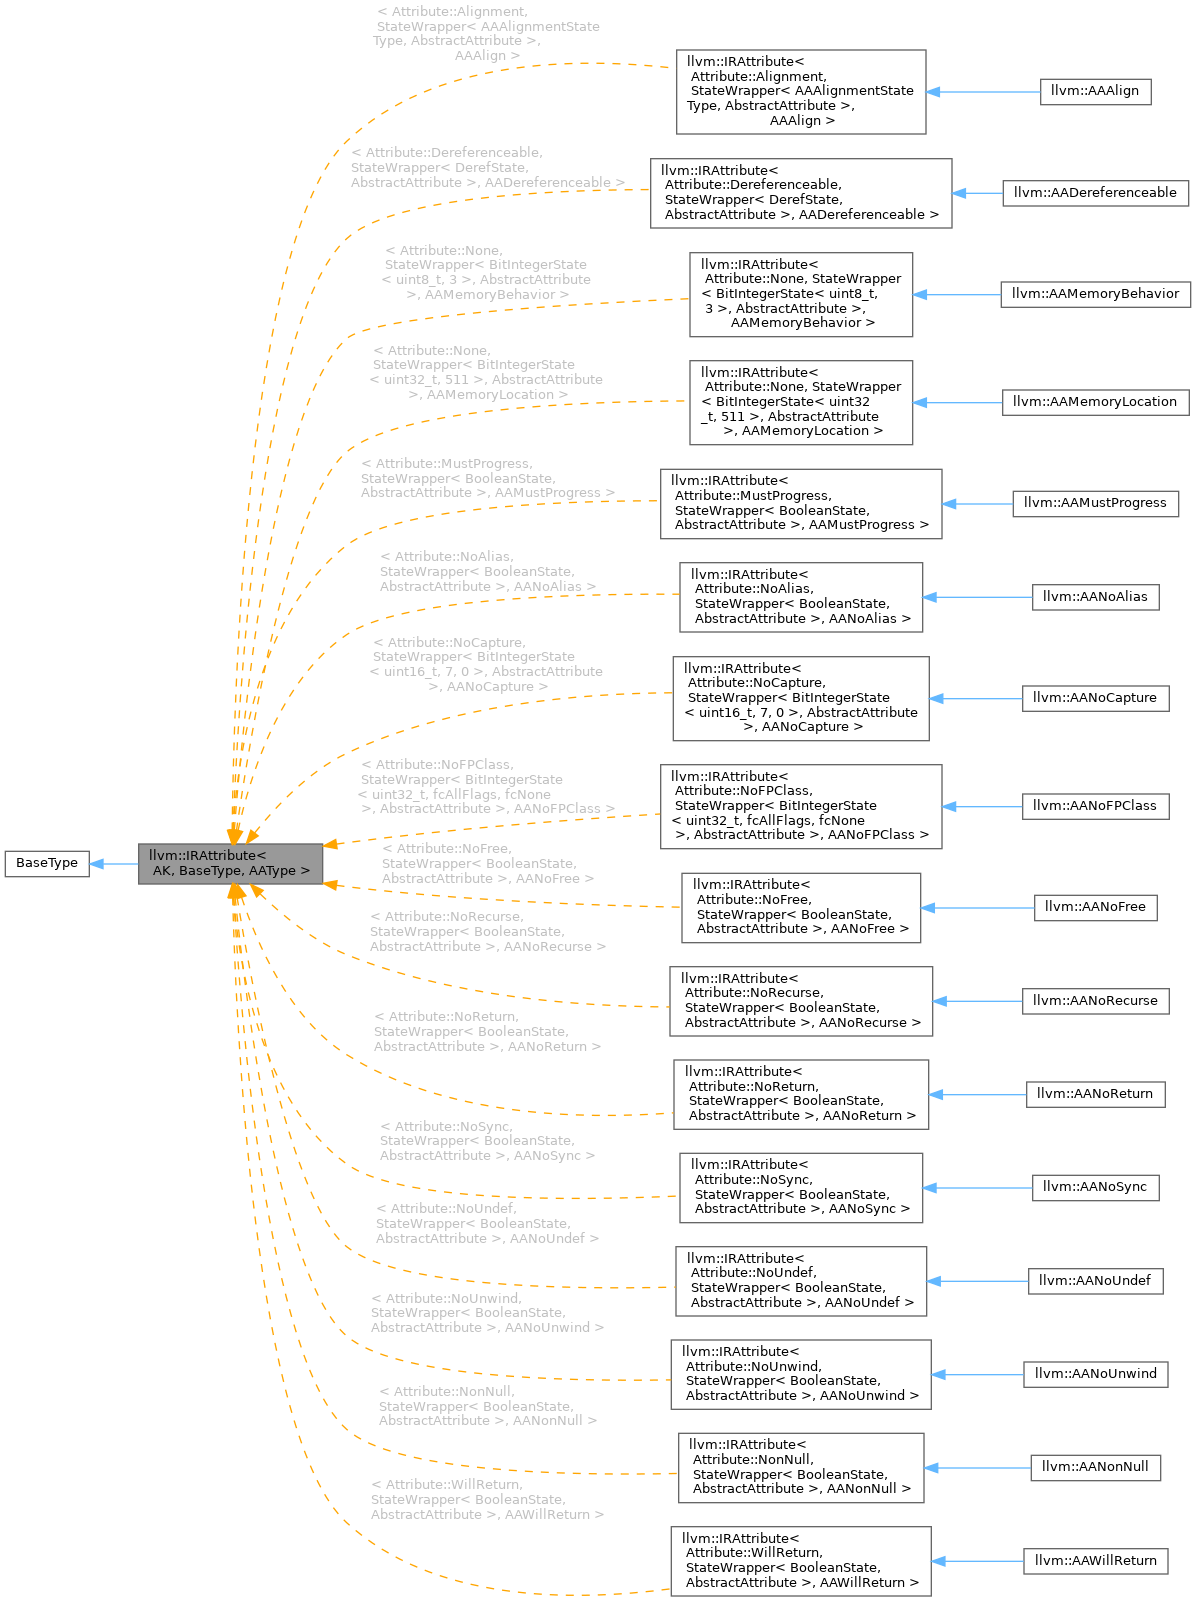 < Attribute::Alignment,
StateWrapper< AAAlignmentState
Type, AbstractAttribute >,
AAAlign >
llvm::IRAttribute<
Attribute::Alignment,
StateWrapper< AAAlignmentState
Type, AbstractAttribute >,
AAAlign >
llvm::AAAlign
< Attribute::Dereferenceable,
StateWrapper< DerefState,
AbstractAttribute >, AADereferenceable >
llvm::IRAttribute<
Attribute::Dereferenceable,
StateWrapper< DerefState,
AbstractAttribute >, AADereferenceable >
llvm::AADereferenceable
< Attribute::None,
StateWrapper< BitIntegerState
< uint8_t, 3 >, AbstractAttribute
>, AAMemoryBehavior >
llvm::IRAttribute<
Attribute::None, StateWrapper
< BitIntegerState< uint8_t,
3 >, AbstractAttribute >,
AAMemoryBehavior >
llvm::AAMemoryBehavior
< Attribute::None,
StateWrapper< BitIntegerState
< uint32_t, 511 >, AbstractAttribute
>, AAMemoryLocation >
llvm::IRAttribute<
Attribute::None, StateWrapper
< BitIntegerState< uint32
_t, 511 >, AbstractAttribute
>, AAMemoryLocation >
llvm::AAMemoryLocation
< Attribute::MustProgress,
StateWrapper< BooleanState,
AbstractAttribute >, AAMustProgress >
llvm::IRAttribute<
Attribute::MustProgress,
StateWrapper< BooleanState,
AbstractAttribute >, AAMustProgress >
llvm::AAMustProgress
< Attribute::NoAlias,
StateWrapper< BooleanState,
AbstractAttribute >, AANoAlias >
llvm::IRAttribute<
Attribute::NoAlias,
StateWrapper< BooleanState,
AbstractAttribute >, AANoAlias >
llvm::AANoAlias
< Attribute::NoCapture,
StateWrapper< BitIntegerState
< uint16_t, 7, 0 >, AbstractAttribute
>, AANoCapture >
llvm::IRAttribute<
Attribute::NoCapture,
StateWrapper< BitIntegerState
< uint16_t, 7, 0 >, AbstractAttribute
>, AANoCapture >
llvm::AANoCapture
< Attribute::NoFPClass,
StateWrapper< BitIntegerState
< uint32_t, fcAllFlags, fcNone
>, AbstractAttribute >, AANoFPClass >
llvm::IRAttribute<
Attribute::NoFPClass,
StateWrapper< BitIntegerState
< uint32_t, fcAllFlags, fcNone
>, AbstractAttribute >, AANoFPClass >
llvm::AANoFPClass
BaseType
llvm::IRAttribute<
AK, BaseType, AAType >
< Attribute::NoFree,
StateWrapper< BooleanState,
AbstractAttribute >, AANoFree >
llvm::IRAttribute<
Attribute::NoFree,
StateWrapper< BooleanState,
AbstractAttribute >, AANoFree >
llvm::AANoFree
< Attribute::NoRecurse,
StateWrapper< BooleanState,
AbstractAttribute >, AANoRecurse >
llvm::IRAttribute<
Attribute::NoRecurse,
StateWrapper< BooleanState,
AbstractAttribute >, AANoRecurse >
llvm::AANoRecurse
< Attribute::NoReturn,
StateWrapper< BooleanState,
AbstractAttribute >, AANoReturn >
llvm::IRAttribute<
Attribute::NoReturn,
StateWrapper< BooleanState,
AbstractAttribute >, AANoReturn >
llvm::AANoReturn
< Attribute::NoSync,
StateWrapper< BooleanState,
AbstractAttribute >, AANoSync >
llvm::IRAttribute<
Attribute::NoSync,
StateWrapper< BooleanState,
AbstractAttribute >, AANoSync >
llvm::AANoSync
< Attribute::NoUndef,
StateWrapper< BooleanState,
AbstractAttribute >, AANoUndef >
llvm::IRAttribute<
Attribute::NoUndef,
StateWrapper< BooleanState,
AbstractAttribute >, AANoUndef >
llvm::AANoUndef
< Attribute::NoUnwind,
StateWrapper< BooleanState,
AbstractAttribute >, AANoUnwind >
llvm::IRAttribute<
Attribute::NoUnwind,
StateWrapper< BooleanState,
AbstractAttribute >, AANoUnwind >
llvm::AANoUnwind
< Attribute::NonNull,
StateWrapper< BooleanState,
AbstractAttribute >, AANonNull >
llvm::IRAttribute<
Attribute::NonNull,
StateWrapper< BooleanState,
AbstractAttribute >, AANonNull >
llvm::AANonNull
< Attribute::WillReturn,
StateWrapper< BooleanState,
AbstractAttribute >, AAWillReturn >
llvm::IRAttribute<
Attribute::WillReturn,
StateWrapper< BooleanState,
AbstractAttribute >, AAWillReturn >
llvm::AAWillReturn